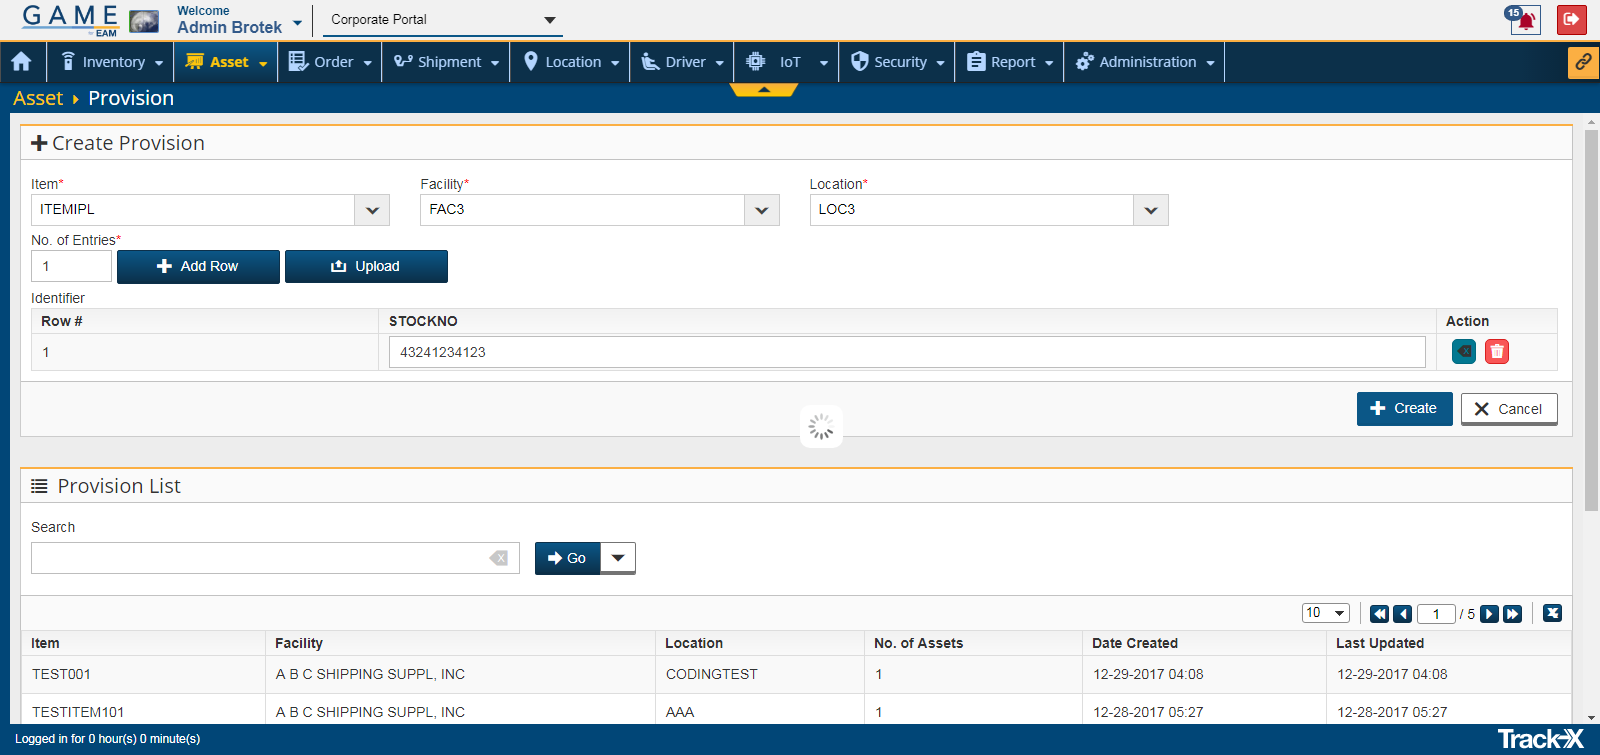 GAME
by EAM
Welcome
Admin Brotek
Corporate Portal
15
Inventory
Asset
Order
Shipment
Location
Driver
IoT
Security
Report
Administration
Asset Provision
Create Provision
Item* Facility* Location*
ITEMIPL FAC3 LOC3
No. of Entries*
1 Add Row Upload
Identifier
Row # STOCKNO Action
1 43241234123
Create Cancel
Provision List
Search
Go
10 1 / 5
Item Facility Location No. of Assets Date Created Last Updated
TEST001 A B C SHIPPING SUPPL, INC CODINGTEST 1 12-29-2017 04:08 12-29-2017 04:08
TESTITEM101 A B C SHIPPING SUPPL, INC AAA 1 12-28-2017 05:27 12-28-2017 05:27
Logged in for 0 hour(s) 0 minute(s)
Track-X